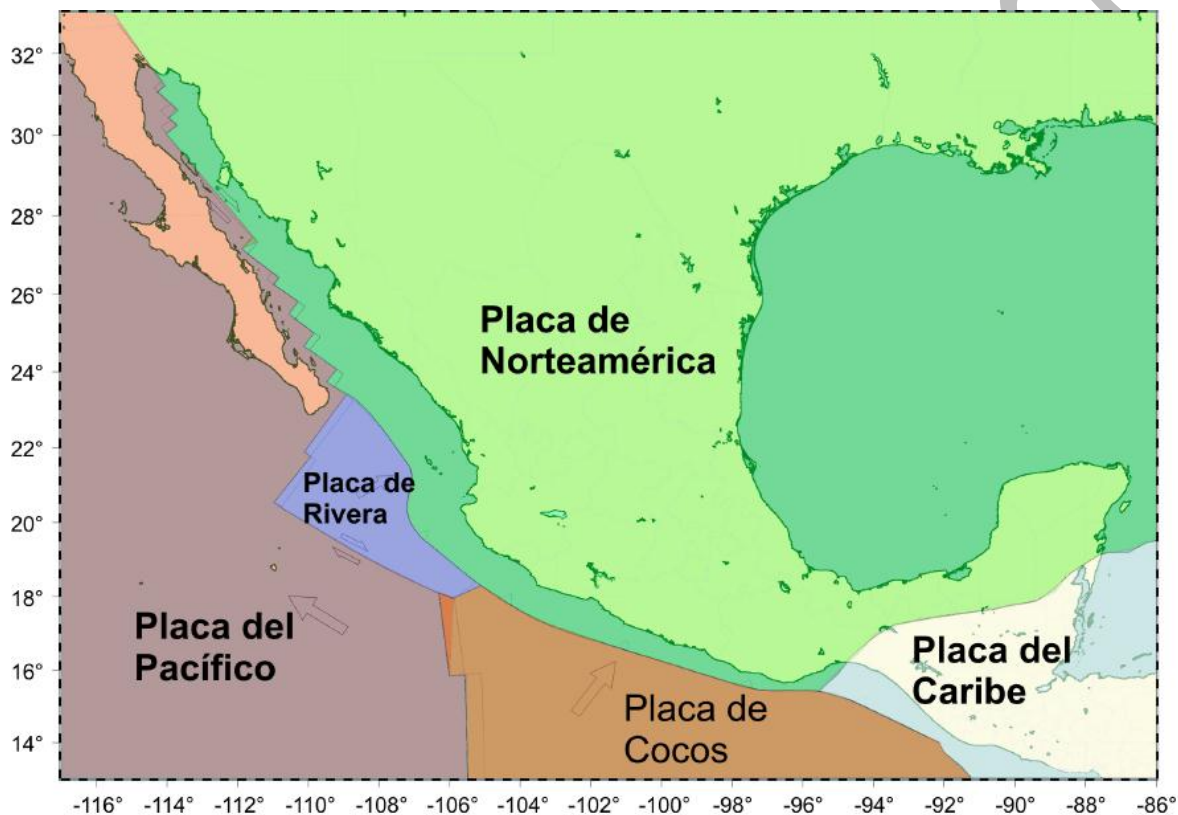 32°
30°
28°
26°
24°
22°
20°
18°
16°
14°
Placa de
Norteamérica
Placa de
Rivera
Placa del
Pacífico
Placa del
Caribe
Placa de
Cocos
-116° -114° -112° -110° -108° -106° -104° -102° -100° -98° -96° -94° -92° -90° -88° -86°